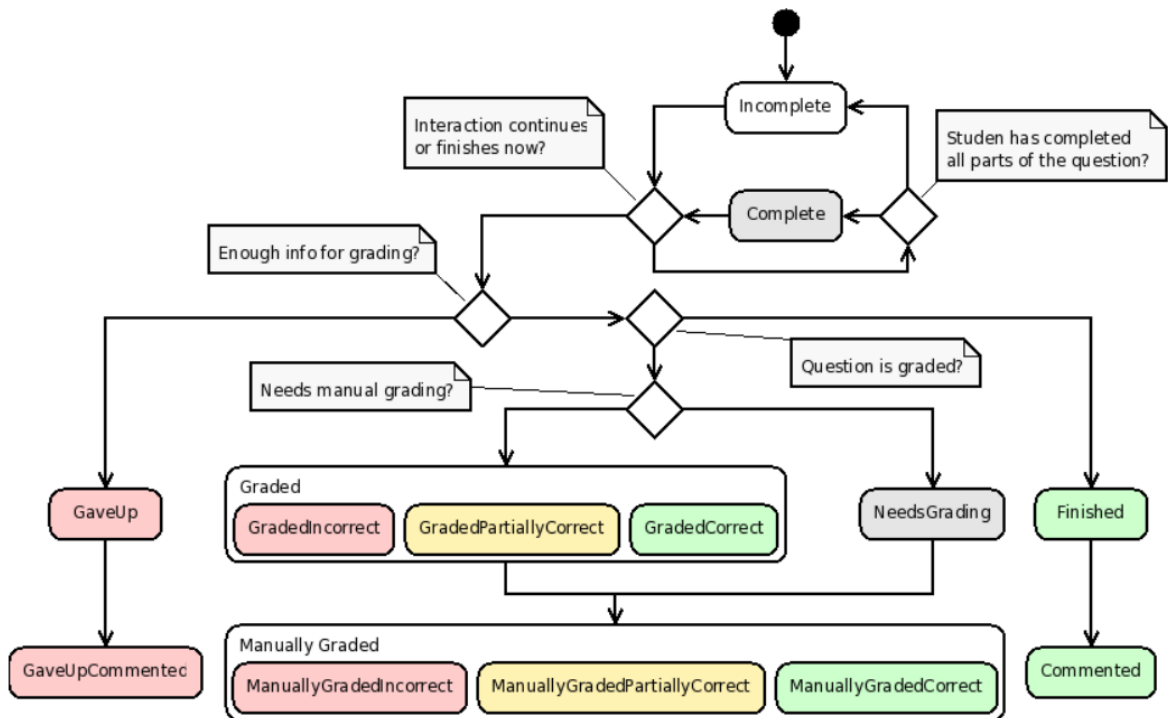 Incomplete
Interaction continues
or finishes now?
Studen has completed
all parts of the question?
Complete
Enough info for grading?
Question is graded?
Needs manual grading?
GaveUp
Graded
GradedIncorrect
GradedPartiallyCorrect
GradedCorrect
NeedsGrading
Finished
GaveUpCommented
Manually Graded
ManuallyGradedIncorrect
ManuallyGradedPartiallyCorrect
ManuallyGradedCorrect
Commented